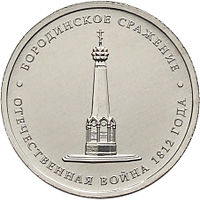 БОРОДИНСКОЕ СРАЖЕНИЕ
ОТЕЧЕСТВЕННАЯ ВОЙНА 1812 ГОДА